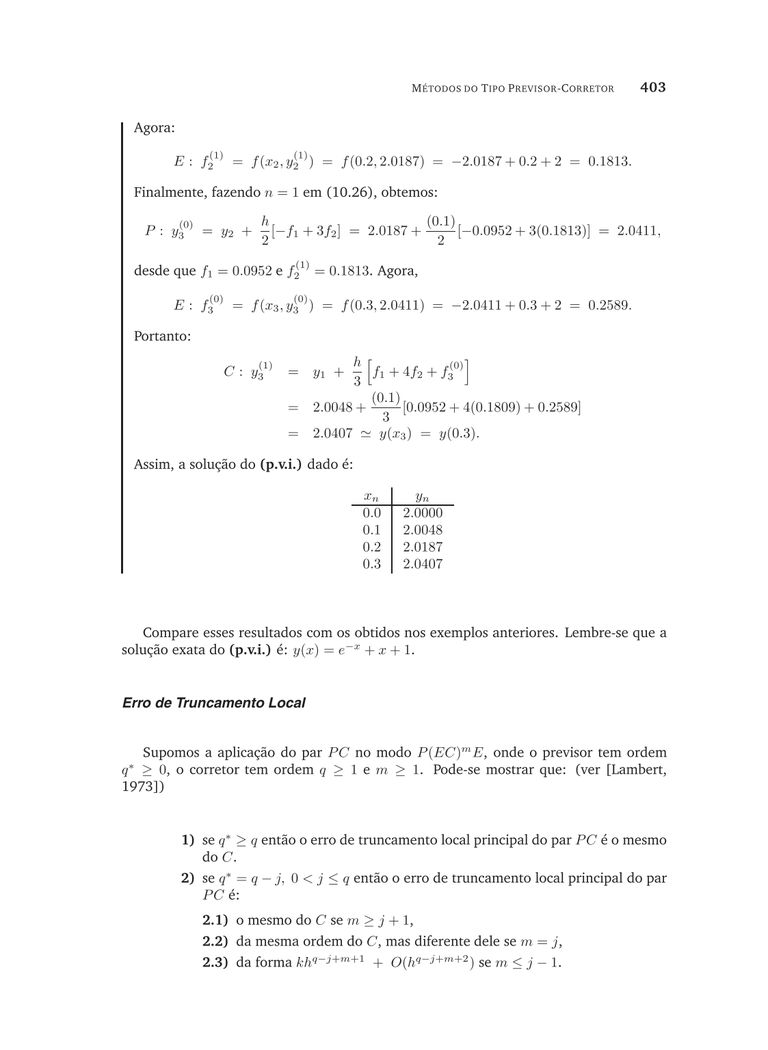 MÉTODOS DO TIPO PREVISOR-CORRETOR 403
Agora:
E : f_2^{(1)} = f(x_2, y_2^{(1)}) = f(0.2, 2.0187) = −2.0187 + 0.2 + 2 = 0.1813.
Finalmente, fazendo n = 1 em (10.26), obtemos:
P : y_3^{(0)} = y_2 + \frac{h}{2}[−f_1 + 3f_2] = 2.0187 + \frac{(0.1)}{2}[−0.0952 + 3(0.1813)] = 2.0411,
desde que f_1 = 0.0952 e f_2^{(1)} = 0.1813. Agora,
E : f_3^{(0)} = f(x_3, y_3^{(0)}) = f(0.3, 2.0411) = −2.0411 + 0.3 + 2 = 0.2589.
Portanto:
C : y_3^{(1)} = y_1 + \frac{h}{3} [f_1 + 4f_2 + f_3^{(0)}]
= 2.0048 + \frac{(0.1)}{3}[0.0952 + 4(0.1809) + 0.2589]
= 2.0407 ≃ y(x_3) = y(0.3).
Assim, a solução do (p.v.i.) dado é:
x_n y_n
0.0 2.0000
0.1 2.0048
0.2 2.0187
0.3 2.0407
Compare esses resultados com os obtidos nos exemplos anteriores. Lembre-se que a
solução exata do (p.v.i.) é: y(x) = e^{−x} + x + 1.
Erro de Truncamento Local
Supomos a aplicação do par PC no modo P(EC)^m E, onde o previsor tem ordem
q* ≥ 0, o corretor tem ordem q ≥ 1 e m ≥ 1. Pode-se mostrar que: (ver [Lambert,
1973])
1) se q* ≥ q então o erro de truncamento local principal do par PC é o mesmo
do C.
2) se q* = q − j, 0 < j ≤ q então o erro de truncamento local principal do par
PC é:
2.1) o mesmo do C se m ≥ j + 1,
2.2) da mesma ordem do C, mas diferente dele se m = j,
2.3) da forma kh^{q−j+m+1} + O(h^{q−j+m+2}) se m ≤ j − 1.